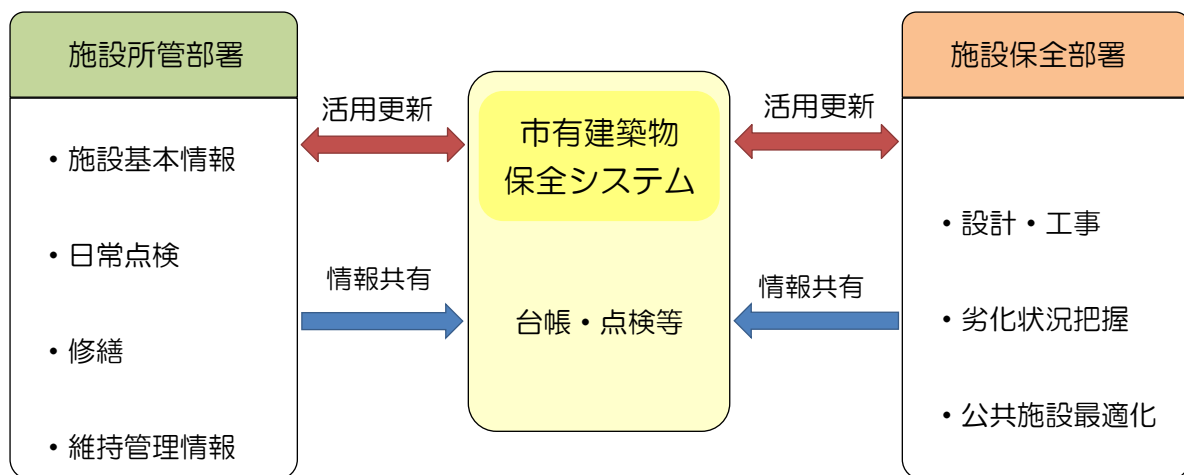 施設所管部署
・施設基本情報
・日常点検
・修繕
・維持管理情報
活用更新
情報共有
市有建築物
保全システム
台帳・点検等
活用更新
情報共有
施設保全部署
・設計・工事
・劣化状況把握
・公共施設最適化